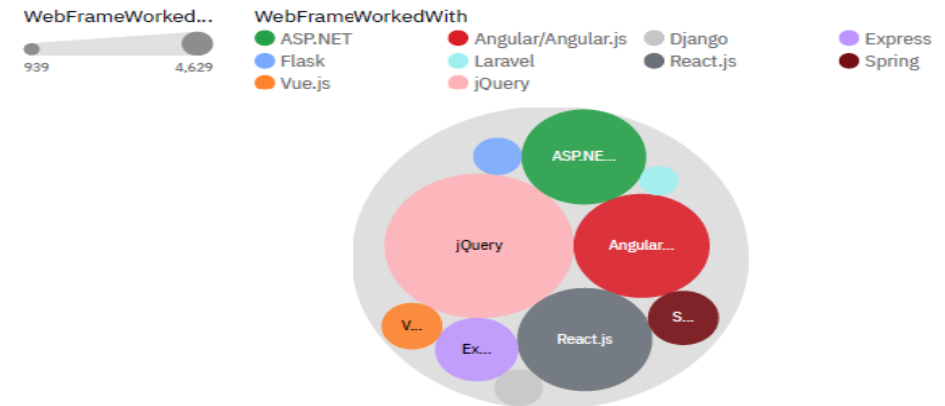 WebFrameWorked... WebFrameWorkedWith
939 4,629
ASP.NET Angular/Angular.js Django Express
Flask Laravel React.js Spring
Vue.js jQuery
ASP.NE...
jQuery Angular...
V... Ex... React.js S...